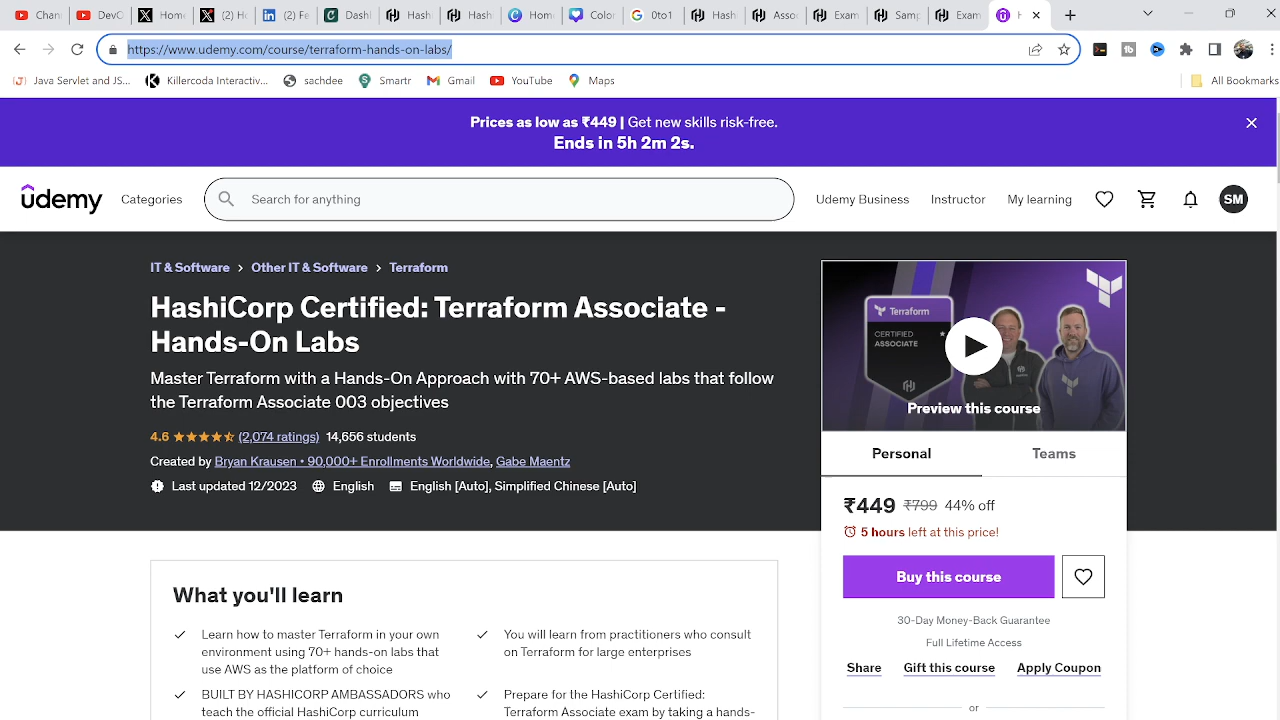 Chann
DevO
Home
(2) Ho
(2) Fe
Dashl
Hash
Hash
Home
Color
0to1
Hash
Asso
Exam
Samp
Exam
https://www.udemy.com/course/terraform-hands-on-labs/
Java Servlet and JS...
Killercoda Interactiv...
sachdee
Smartr
Gmail
YouTube
Maps
All Bookmarks
Prices as low as ₹449 | Get new skills risk-free.
Ends in 5h 2m 2s.
udemy
Categories
Search for anything
Udemy Business
Instructor
My learning
SM
IT & Software > Other IT & Software > Terraform
HashiCorp Certified: Terraform Associate -
Hands-On Labs
Master Terraform with a Hands-On Approach with 70+ AWS-based labs that follow
the Terraform Associate 003 objectives
4.6 (2,074 ratings) 14,656 students
Created by Bryan Krausen • 90,000+ Enrollments Worldwide, Gabe Maentz
Last updated 12/2023 English English [Auto], Simplified Chinese [Auto]
Terraform
CERTIFIED
ASSOCIATE
Preview this course
Personal
Teams
₹449 ₹799 44% off
5 hours left at this price!
Buy this course
30-Day Money-Back Guarantee
Full Lifetime Access
Share
Gift this course
Apply Coupon
or
What you'll learn
Learn how to master Terraform in your own
environment using 70+ hands-on labs that
use AWS as the platform of choice
You will learn from practitioners who consult
on Terraform for large enterprises
BUILT BY HASHICORP AMBASSADORS who
teach the official HashiCorp curriculum
Prepare for the HashiCorp Certified:
Terraform Associate exam by taking a hands-